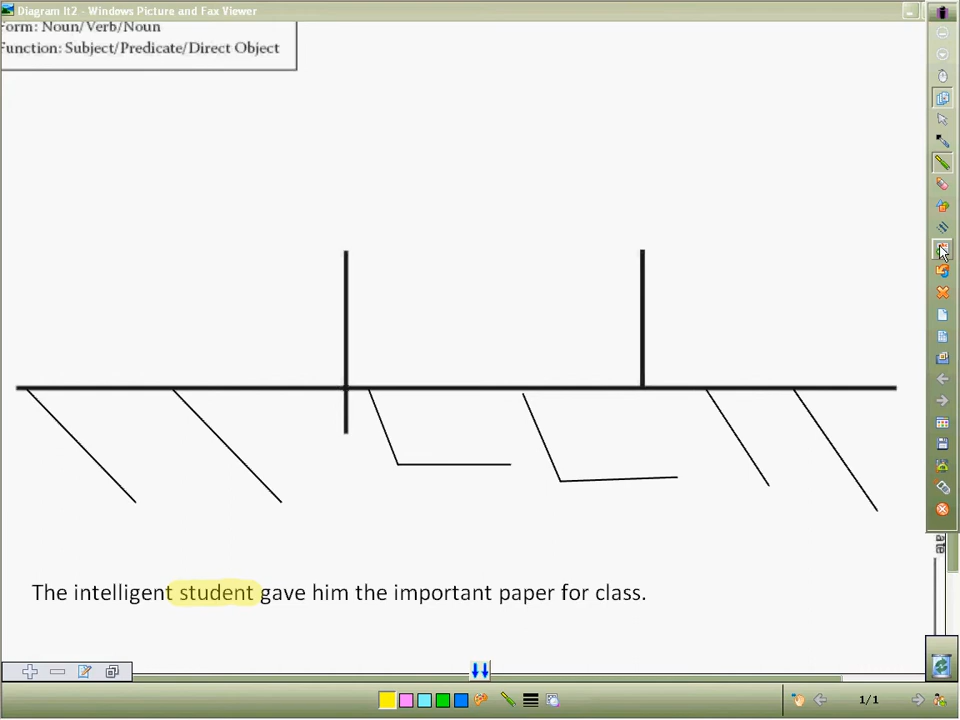 Diagram It2 - Windows Picture and Fax Viewer
Form: Noun/Verb/Noun
Function: Subject/Predicate/Direct Object
The intelligent student gave him the important paper for class.
ate
1/1